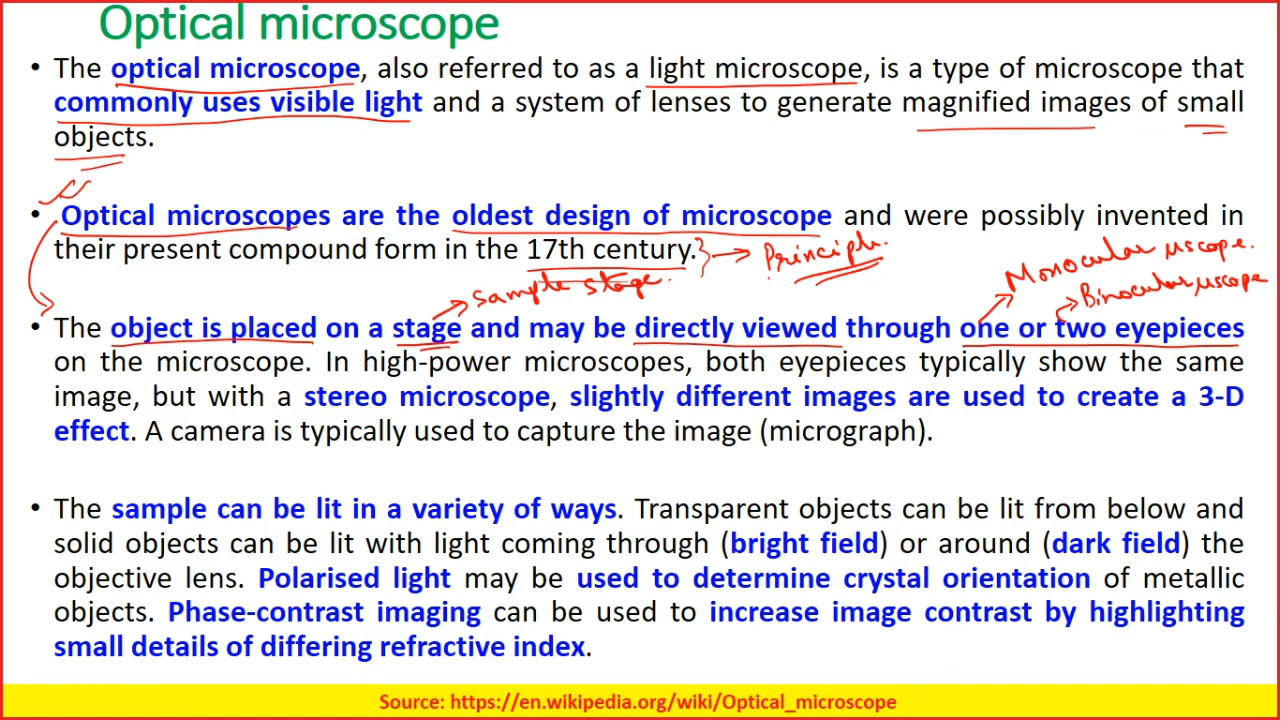 Optical microscope
• The optical microscope, also referred to as a light microscope, is a type of microscope that
commonly uses visible light and a system of lenses to generate magnified images of small
objects.
• Optical microscopes are the oldest design of microscope and were possibly invented in
their present compound form in the 17th century. } → Principle.
Monocular μscope.
→ Binocular μscope
→ Sample stage.
• The object is placed on a stage and may be directly viewed through one or two eyepieces
on the microscope. In high-power microscopes, both eyepieces typically show the same
image, but with a stereo microscope, slightly different images are used to create a 3-D
effect. A camera is typically used to capture the image (micrograph).
• The sample can be lit in a variety of ways. Transparent objects can be lit from below and
solid objects can be lit with light coming through (bright field) or around (dark field) the
objective lens. Polarised light may be used to determine crystal orientation of metallic
objects. Phase-contrast imaging can be used to increase image contrast by highlighting
small details of differing refractive index.
Source: https://en.wikipedia.org/wiki/Optical_microscope